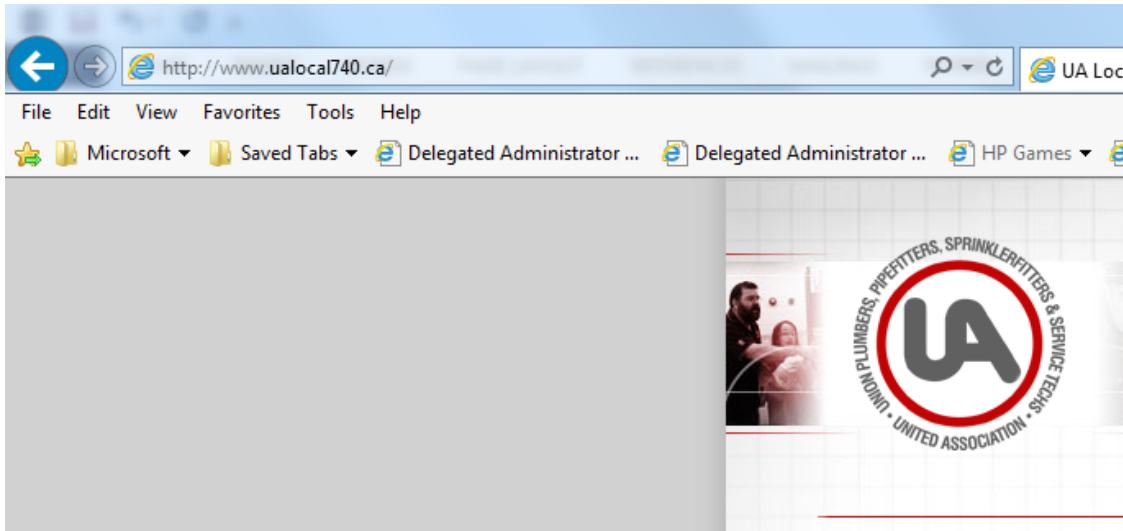 http://www.ualocal740.ca/
UA Loc
File Edit View Favorites Tools Help
Microsoft Saved Tabs Delegated Administrator ... Delegated Administrator ... HP Games
UNION PLUMBERS, PIPEFITTERS, SPRINKLERFITTERS & SERVICE TECHS
UA
· UNITED ASSOCIATION ·